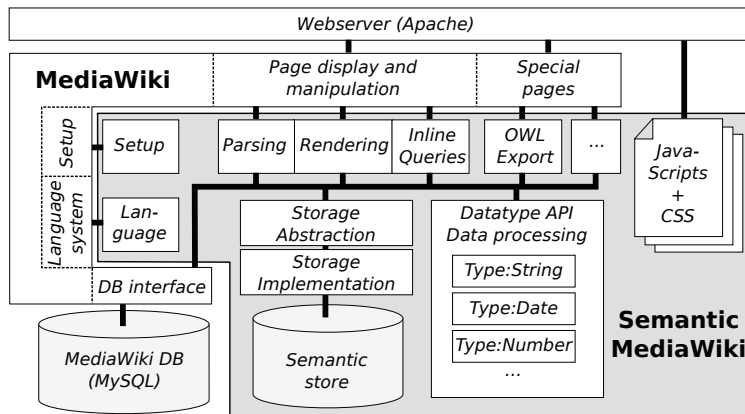 Webserver (Apache)
MediaWiki
Page display and
manipulation
Special
pages
Setup
Setup
Parsing
Rendering
Inline
Queries
OWL
Export
...
Java-
Scripts
+
CSS
Language
system
Lan-
guage
Storage
Abstraction
Storage
Implementation
Datatype API
Data processing
Type:String
Type:Date
Type:Number
...
DB interface
MediaWiki DB
(MySQL)
Semantic
store
Semantic
MediaWiki